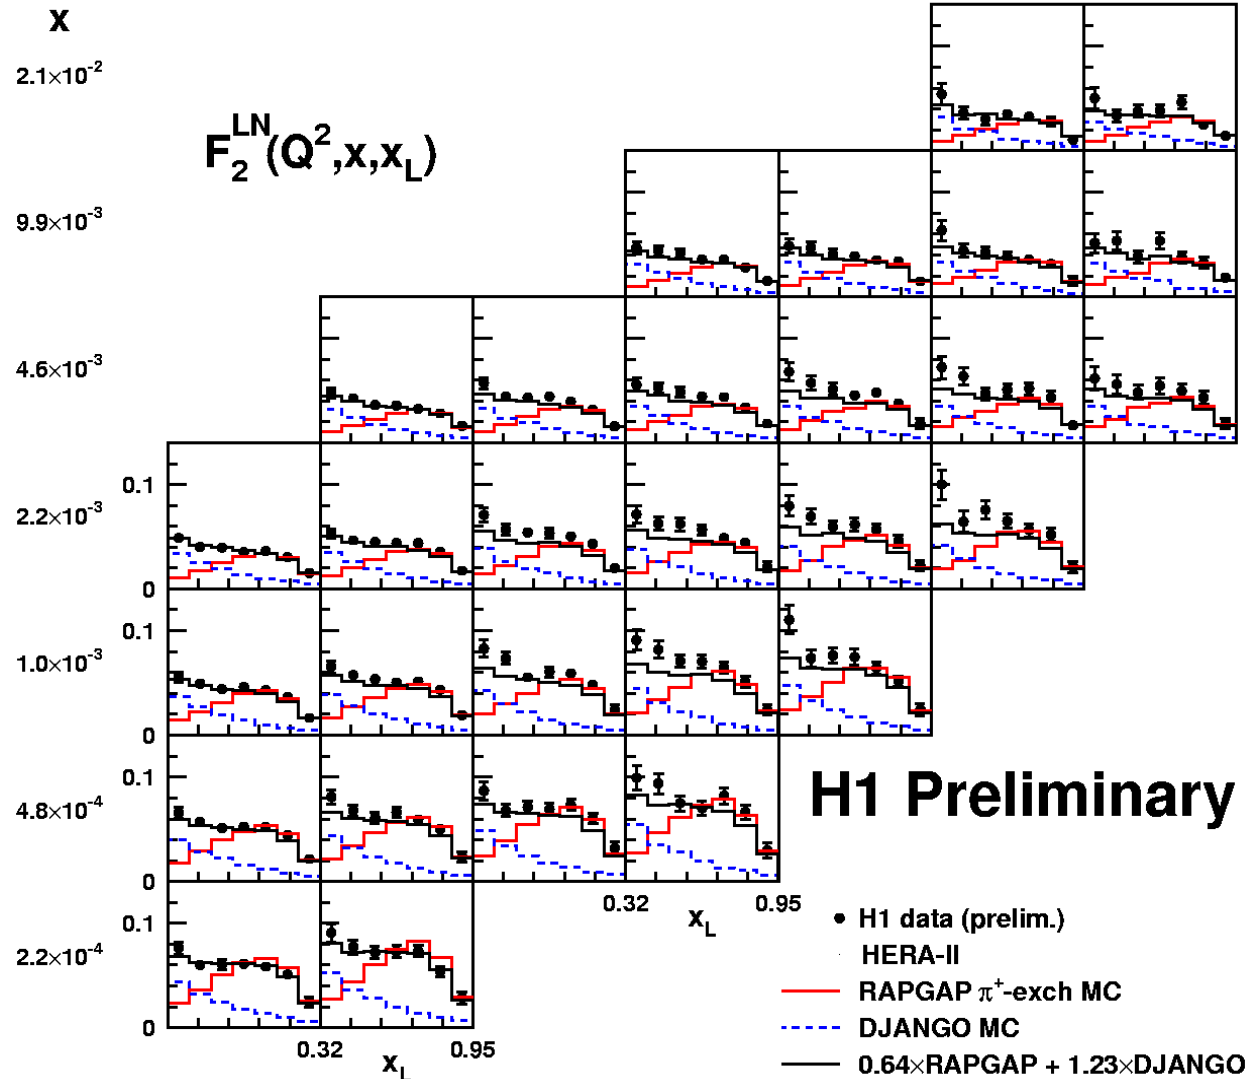 x
2.1×10⁻²
F₂ᴸᴺ(Q²,x,x_L)
9.9×10⁻³
4.6×10⁻³
0.1
2.2×10⁻³
0
0.1
1.0×10⁻³
0
0.1
H1 Preliminary
4.8×10⁻⁴
0
0.32 x_L 0.95
H1 data (prelim.)
0.1
HERA-II
2.2×10⁻⁴
RAPGAP π⁺-exch MC
0
DJANGO MC
0.32 x_L 0.95
0.64×RAPGAP + 1.23×DJANGO